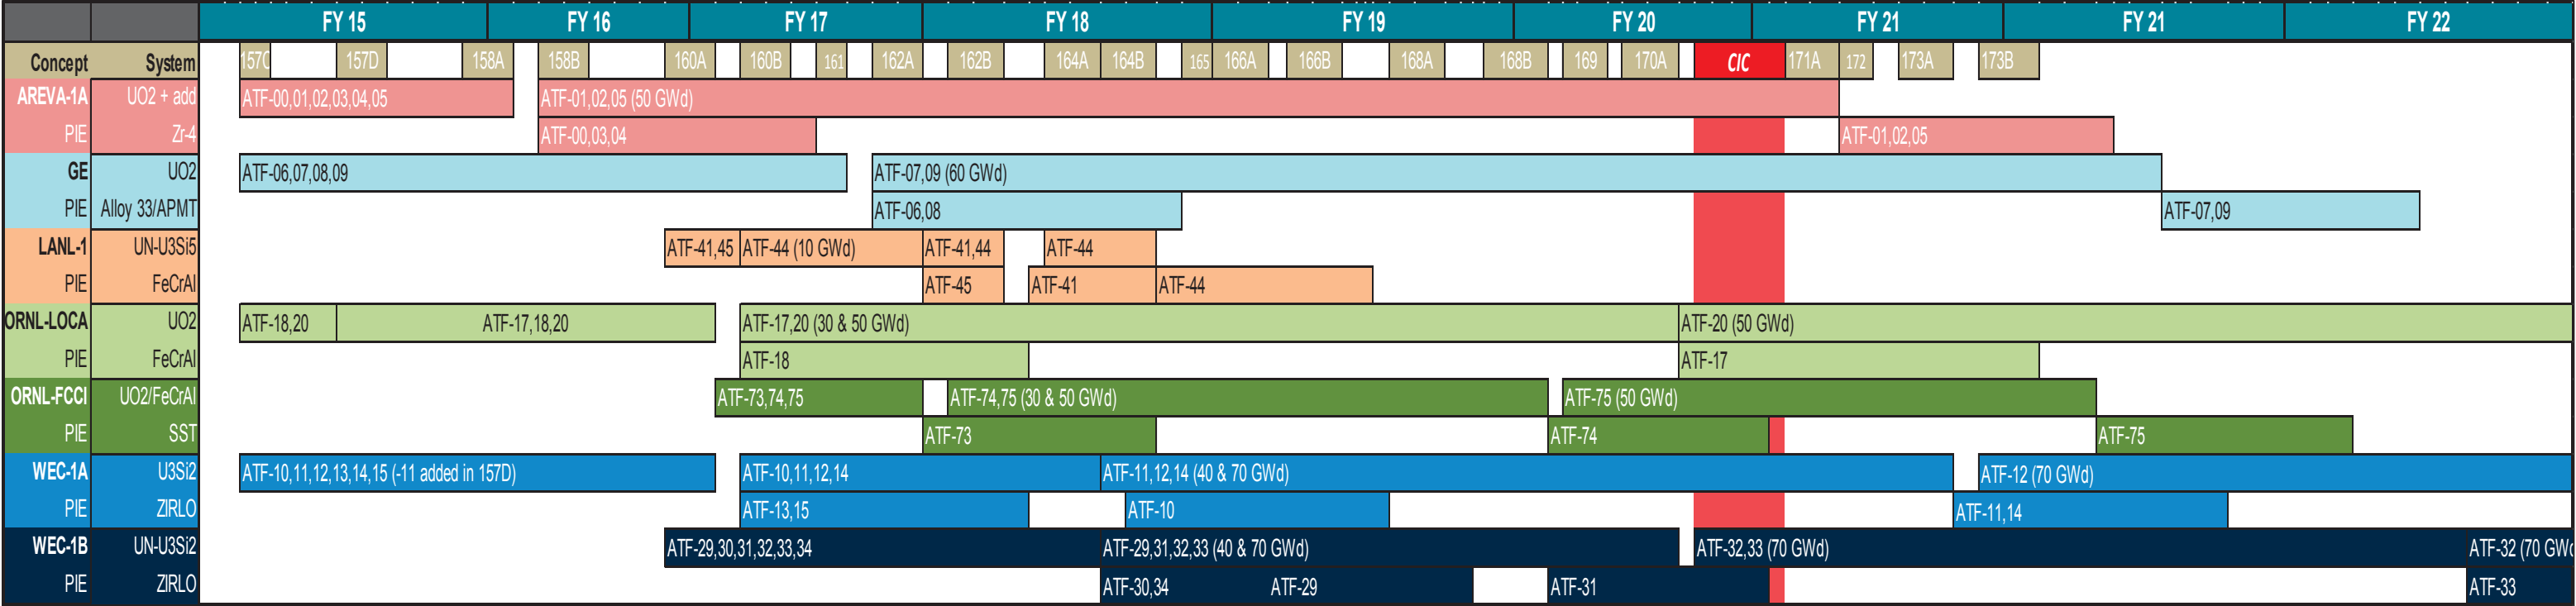 FY 15 FY 16 FY 17 FY 18 FY 19 FY 20 FY 21 FY 21 FY 22
Concept System 157C 157D 158A 158B 160A 160B 161 162A 162B 164A 164B 165 166A 166B 168A 168B 169 170A CIC 171A 172 173A 173B
AREVA-1A UO2 + add ATF-00,01,02,03,04,05 ATF-01,02,05 (50 GWd)
PIE Zr-4 ATF-00,03,04 ATF-01,02,05
GE UO2 ATF-06,07,08,09 ATF-07,09 (60 GWd)
PIE Alloy 33/APMT ATF-06,08 ATF-07,09
LANL-1 UN-U3Si5 ATF-41,45 ATF-44 (10 GWd) ATF-41,44 ATF-44
PIE FeCrAl ATF-45 ATF-41 ATF-44
ORNL-LOCA UO2 ATF-18,20 ATF-17,18,20 ATF-17,20 (30 & 50 GWd) ATF-20 (50 GWd)
PIE FeCrAl ATF-18 ATF-17
ORNL-FCCI UO2/FeCrAl ATF-73,74,75 ATF-74,75 (30 & 50 GWd) ATF-75 (50 GWd)
PIE SST ATF-73 ATF-74 ATF-75
WEC-1A U3Si2 ATF-10,11,12,13,14,15 (-11 added in 157D) ATF-10,11,12,14 ATF-11,12,14 (40 & 70 GWd) ATF-12 (70 GWd)
PIE ZIRLO ATF-13,15 ATF-10 ATF-11,14
WEC-1B UN-U3Si2 ATF-29,30,31,32,33,34 ATF-29,31,32,33 (40 & 70 GWd) ATF-32,33 (70 GWd) ATF-32 (70 GWd
PIE ZIRLO ATF-30,34 ATF-29 ATF-31 ATF-33